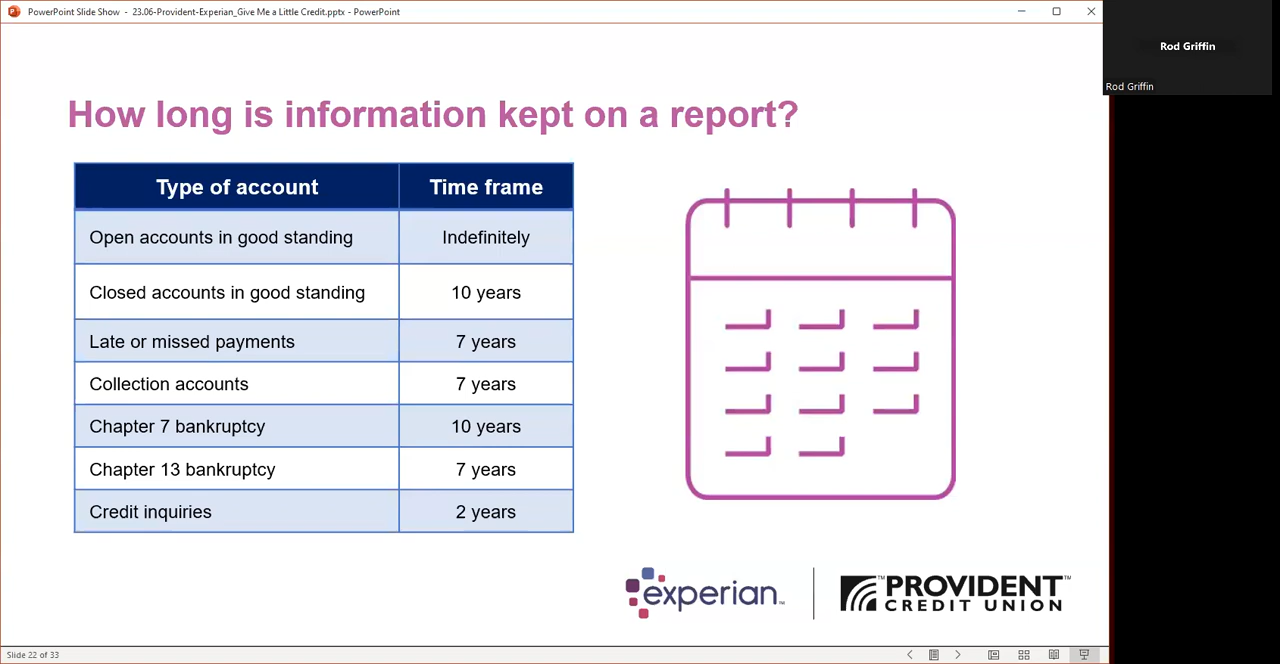 PowerPoint Slide Show - 23.06-Provident-Experian_Give Me a Little Credit.pptx - PowerPoint
Rod Griffin
Rod Griffin
How long is information kept on a report?
Type of account Time frame
Open accounts in good standing Indefinitely
Closed accounts in good standing 10 years
Late or missed payments 7 years
Collection accounts 7 years
Chapter 7 bankruptcy 10 years
Chapter 13 bankruptcy 7 years
Credit inquiries 2 years
experian™
™PROVIDENT™
CREDIT UNION
Slide 22 of 33